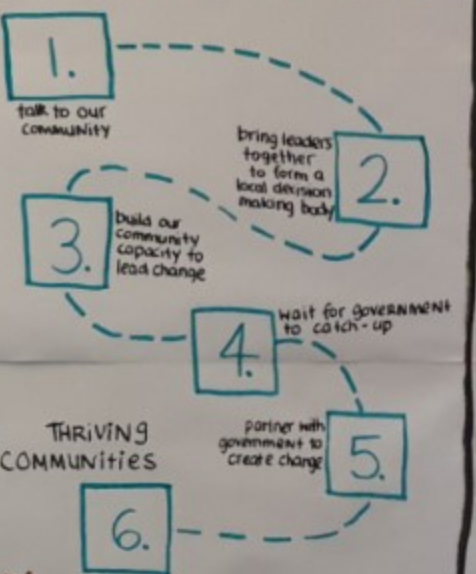 1.
talk to our
community
2.
bring leaders
together
to form a
local decision
making body
3.
build our
community
capacity to
lead change
4.
wait for government
to catch-up
5.
partner with
government to
create change
6.
THRIVING
COMMUNITIES